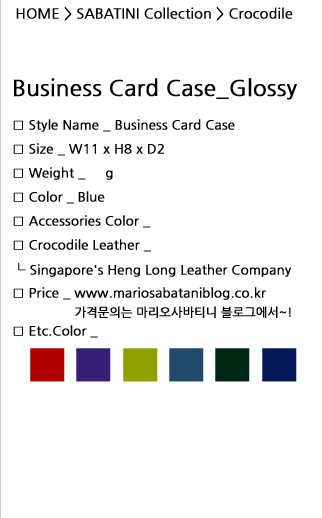 HOME > SABATINI Collection > Crocodile
Business Card Case_Glossy
□ Style Name _ Business Card Case
□ Size _ W11 x H8 x D2
□ Weight _ g
□ Color _ Blue
□ Accessories Color _
□ Crocodile Leather _
└ Singapore's Heng Long Leather Company
□ Price _ www.mariosabataniblog.co.kr
가격문의는 마리오사바티니 블로그에서~!
□ Etc.Color _